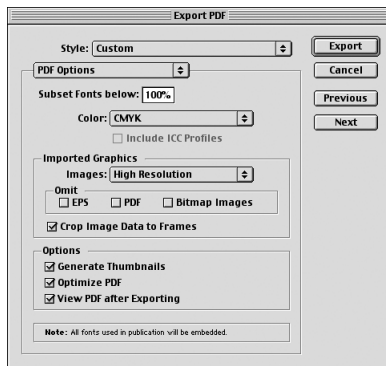 Export PDF
Style: Custom
Export
PDF Options
Cancel
Subset Fonts below: 100%
Previous
Color: CMYK
Next
Include ICC Profiles
Imported Graphics
Images: High Resolution
Omit
EPS PDF Bitmap Images
Crop Image Data to Frames
Options
Generate Thumbnails
Optimize PDF
View PDF after Exporting
Note: All fonts used in publication will be embedded.